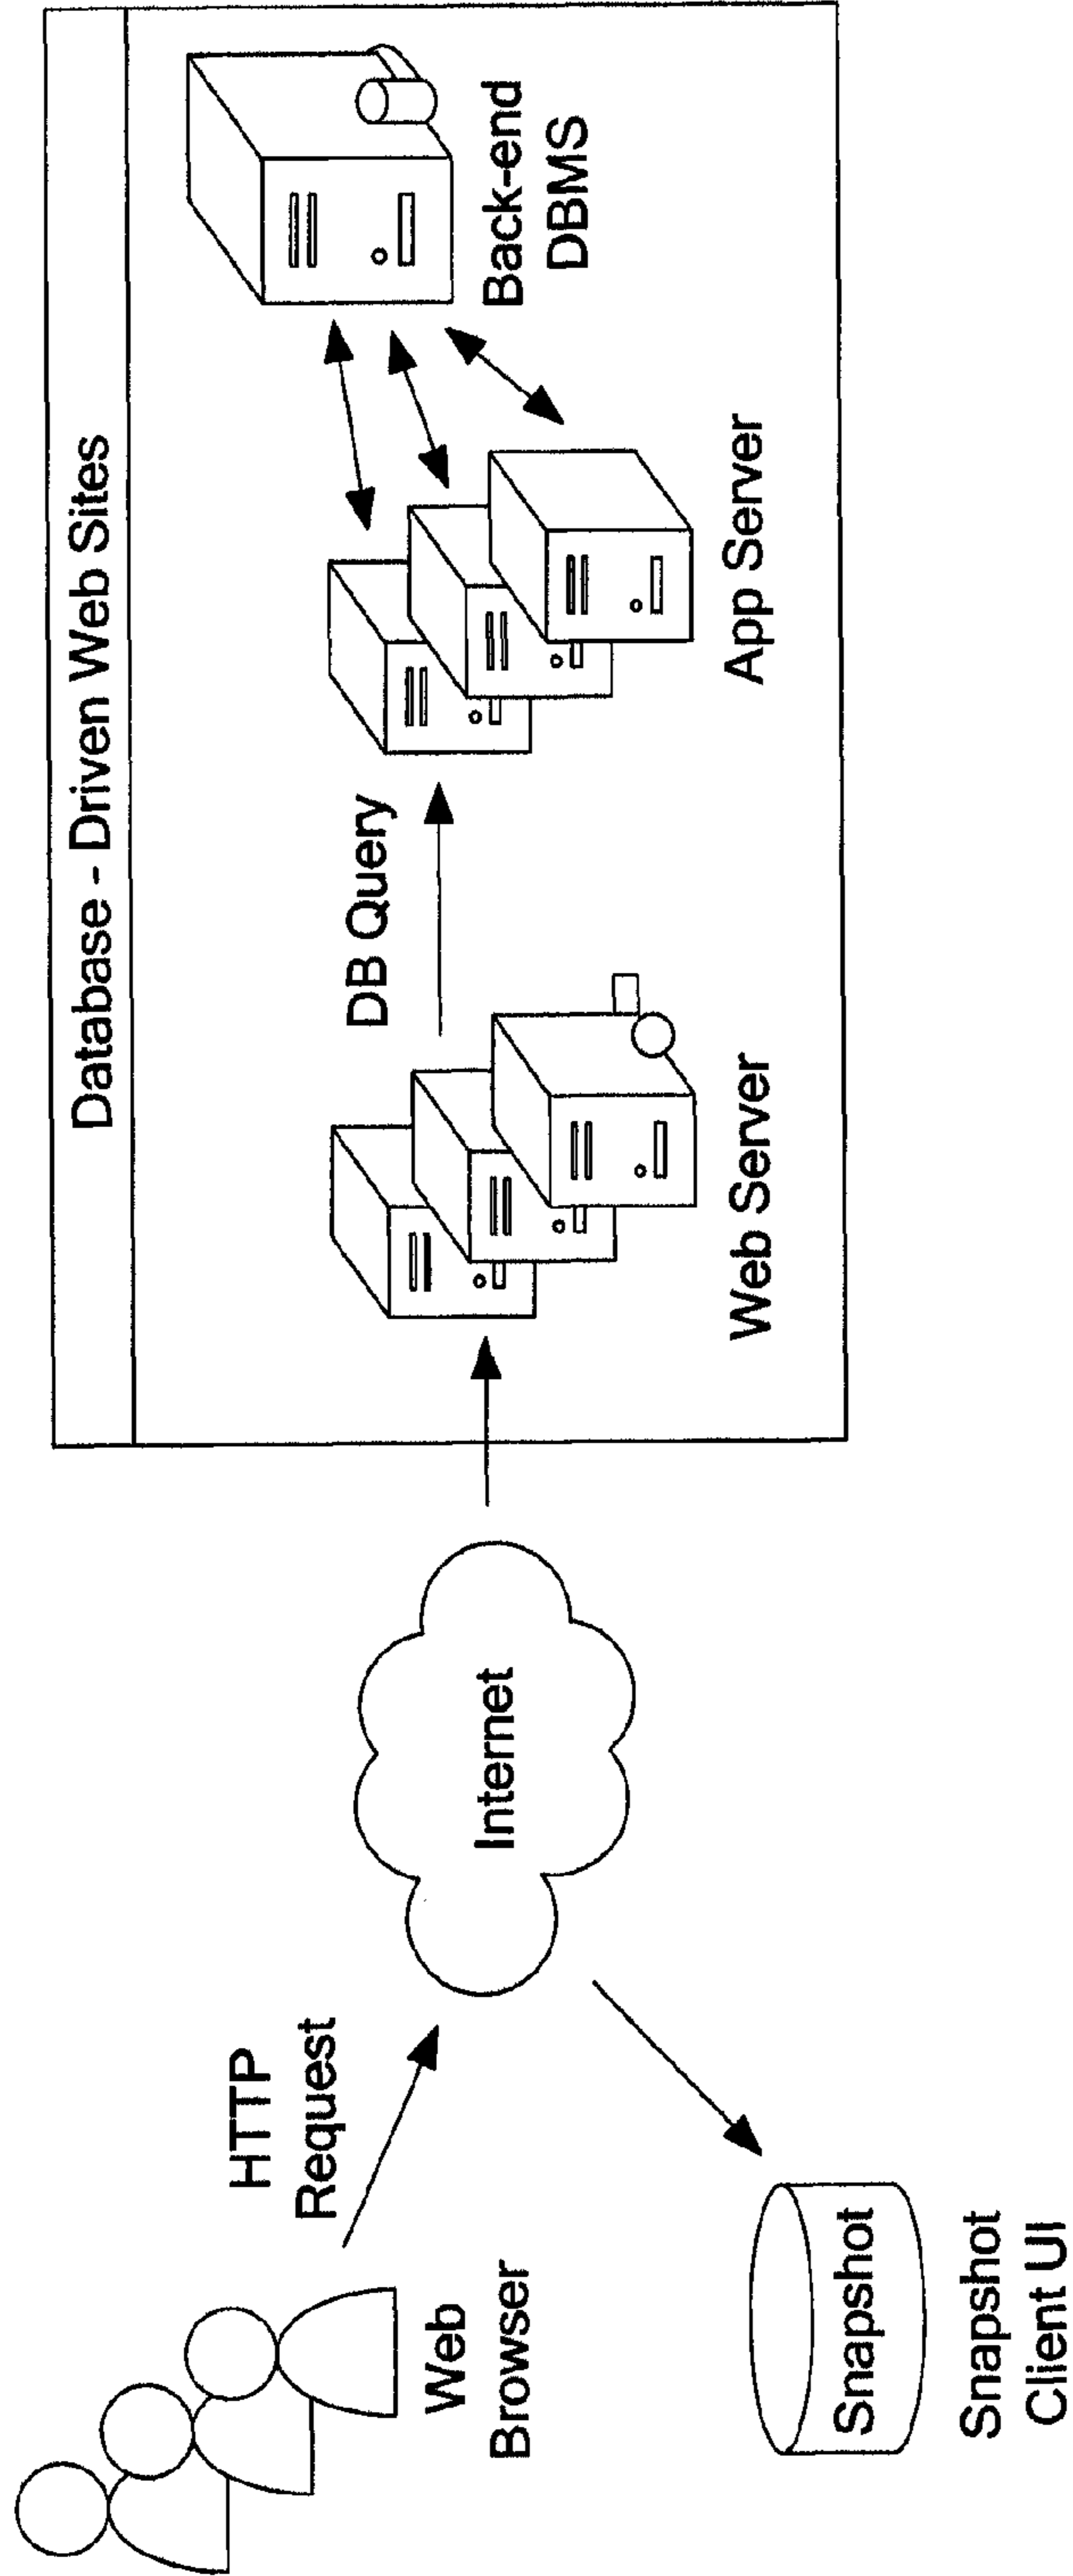 Database - Driven Web Sites
HTTP
Request
Web
Browser
Internet
DB Query
Web Server
App Server
Back-end
DBMS
Snapshot
Snapshot
Client UI